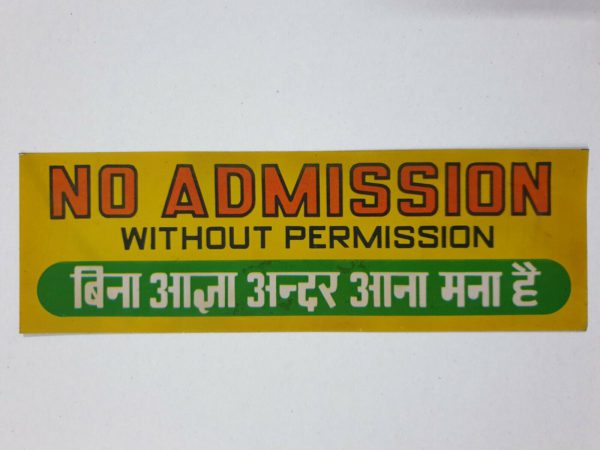 NO ADMISSION
WITHOUT PERMISSION
बिना आज्ञा अन्दर आना मना है